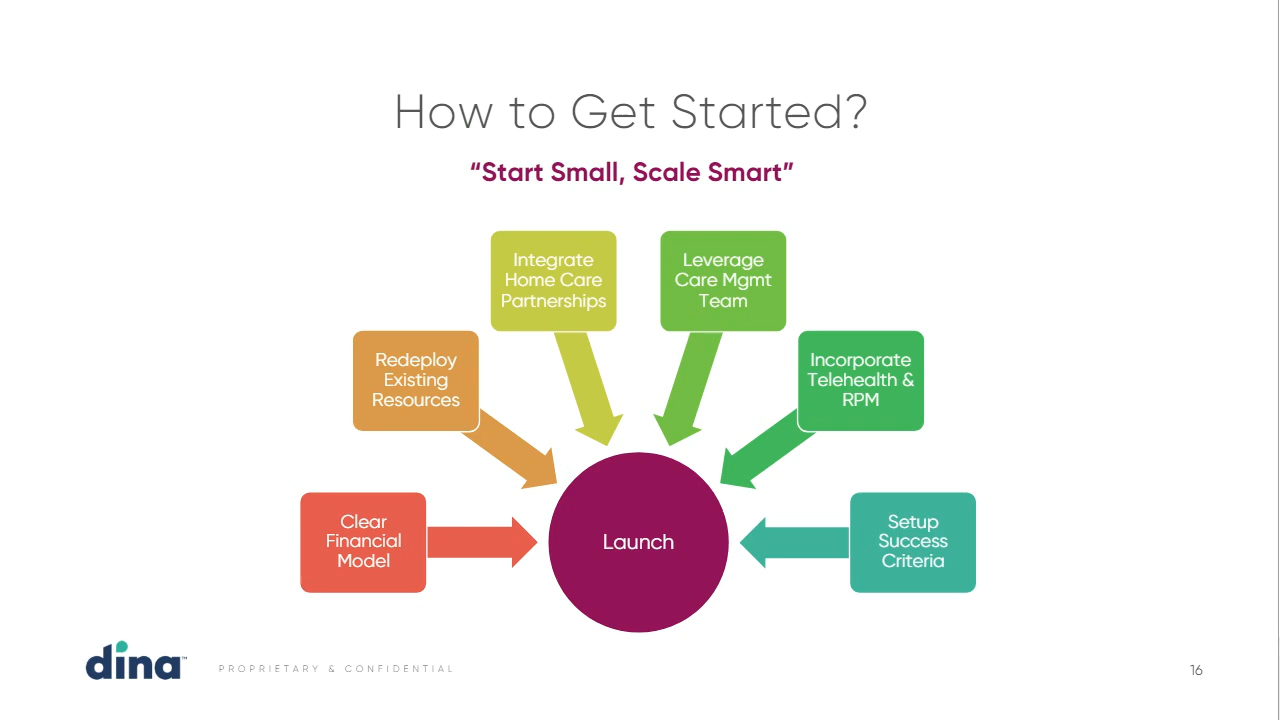 How to Get Started?
“Start Small, Scale Smart”
Integrate
Home Care
Partnerships
Leverage
Care Mgmt
Team
Redeploy
Existing
Resources
Incorporate
Telehealth &
RPM
Clear
Financial
Model
Launch
Setup
Success
Criteria
dina™
PROPRIETARY & CONFIDENTIAL
16